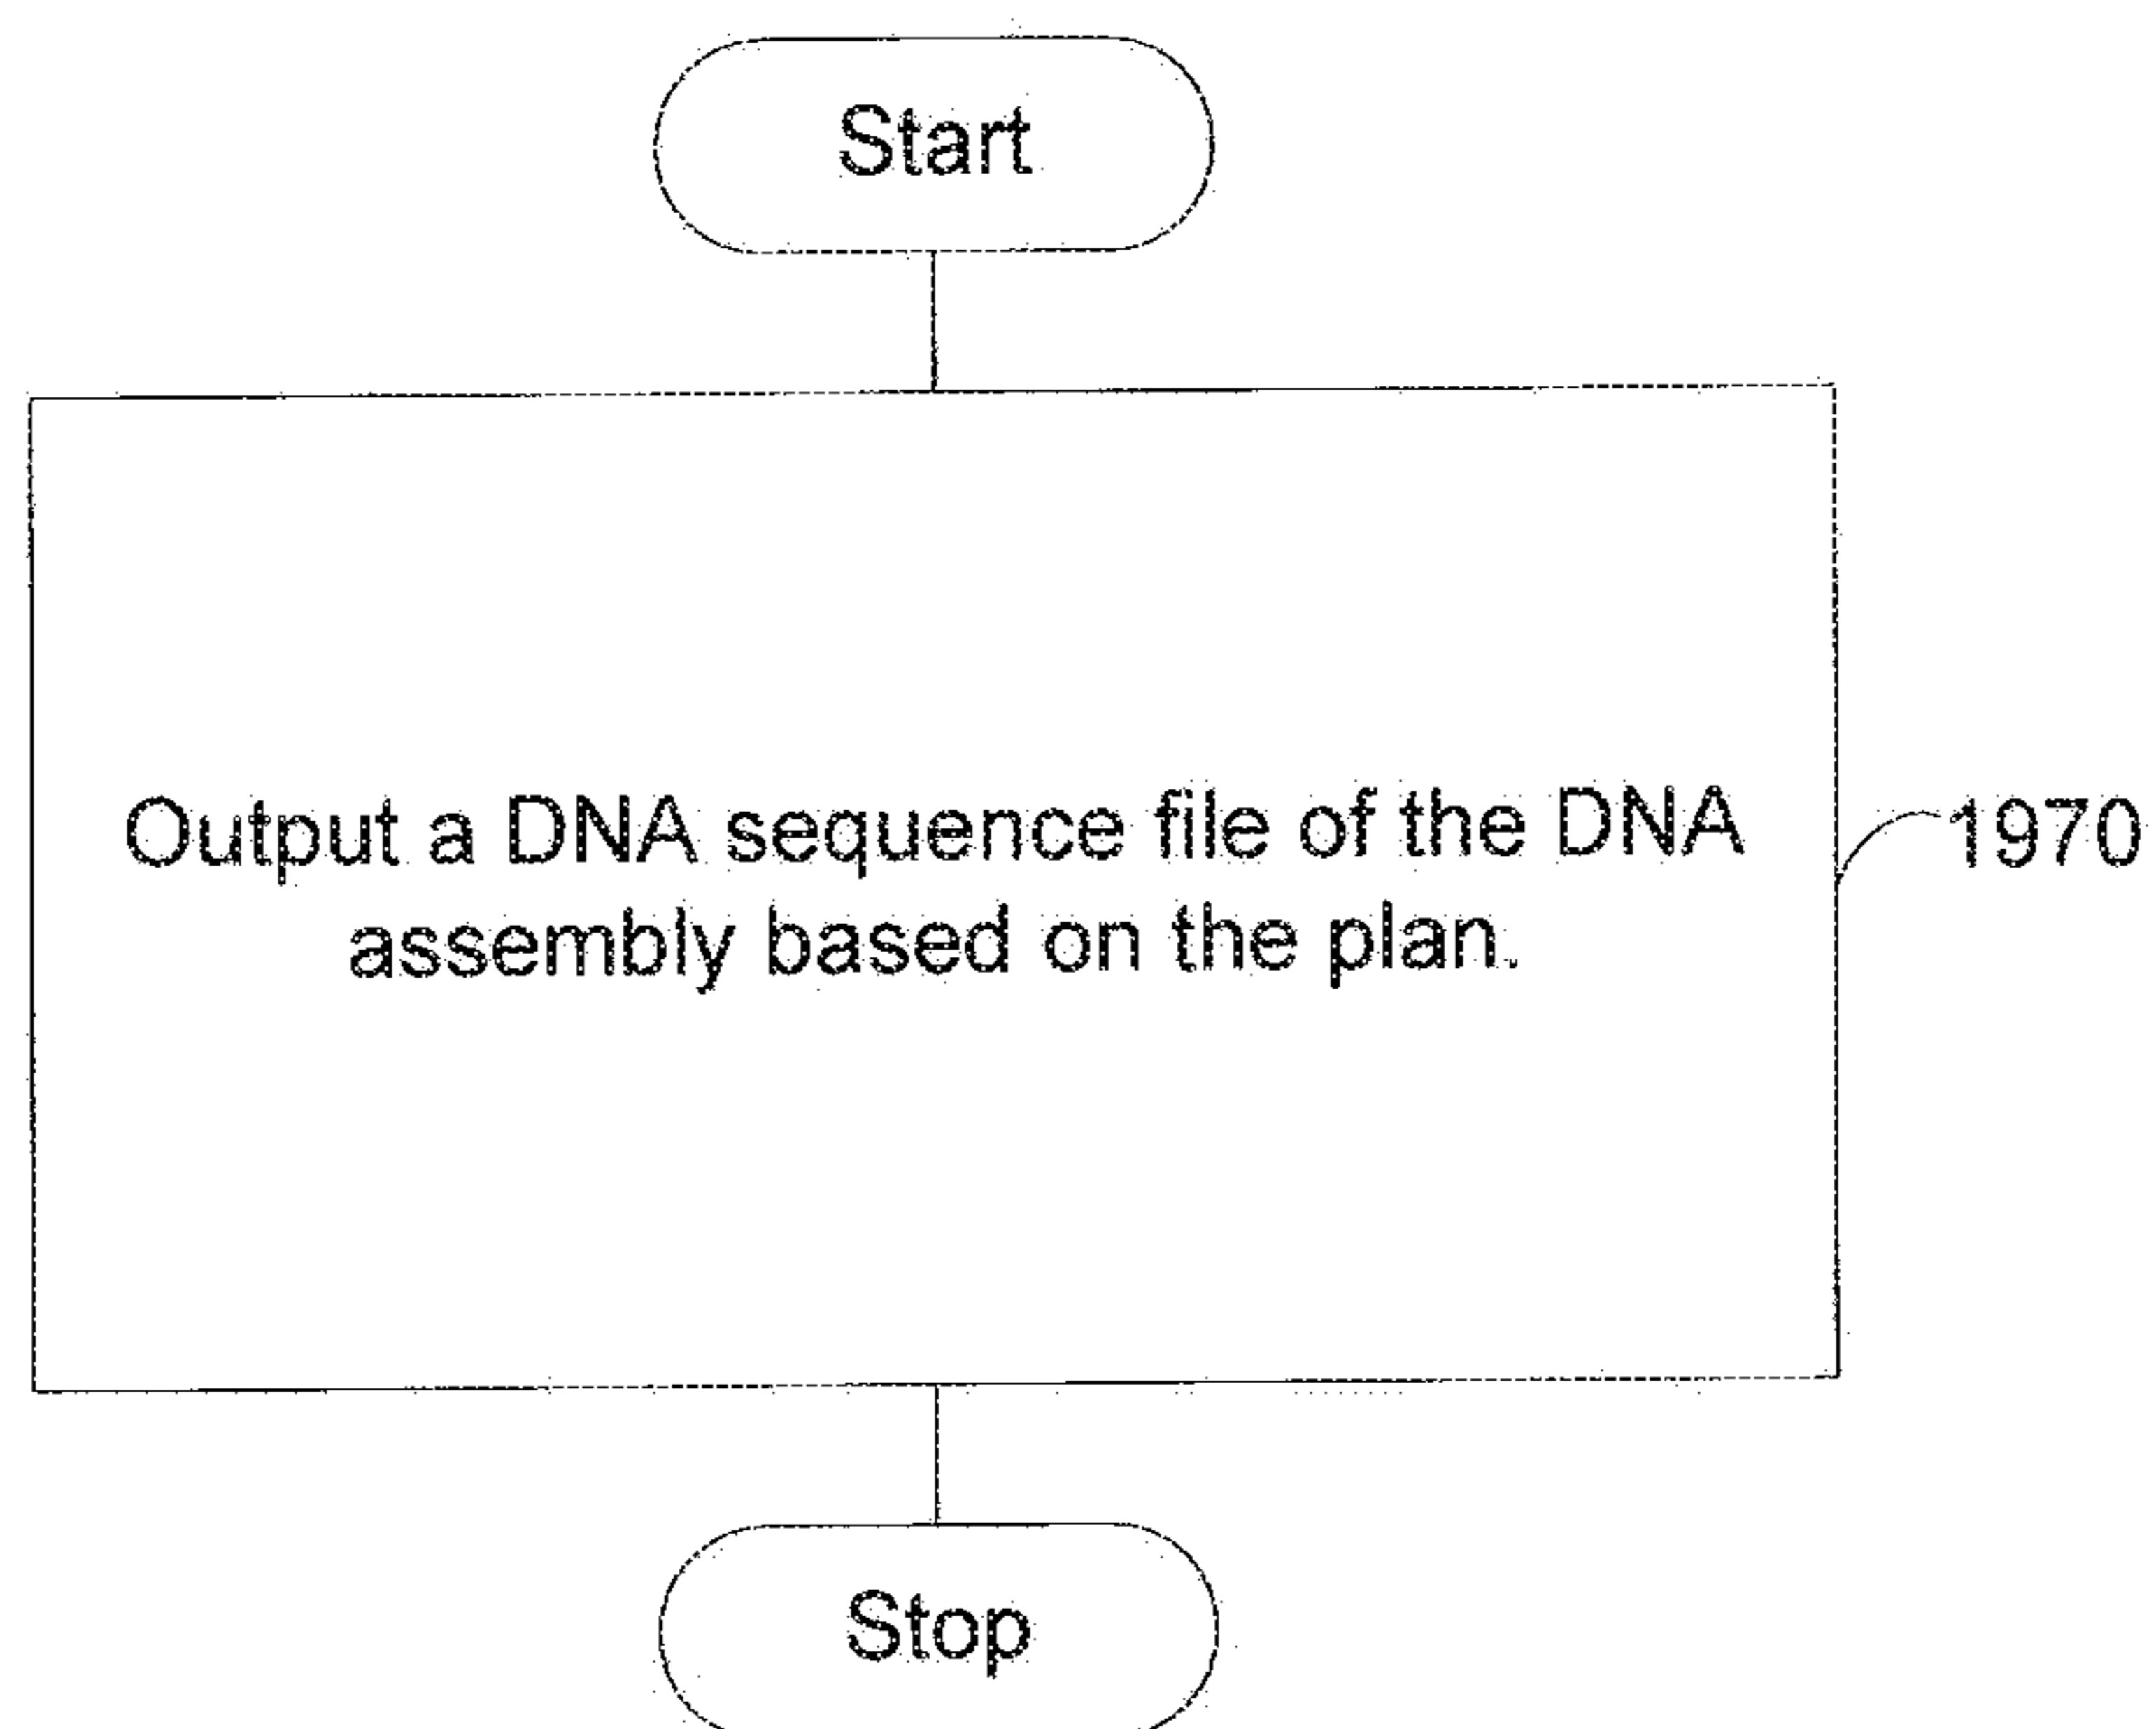 Start
Output a DNA sequence file of the DNA
assembly based on the plan.
1970
Stop